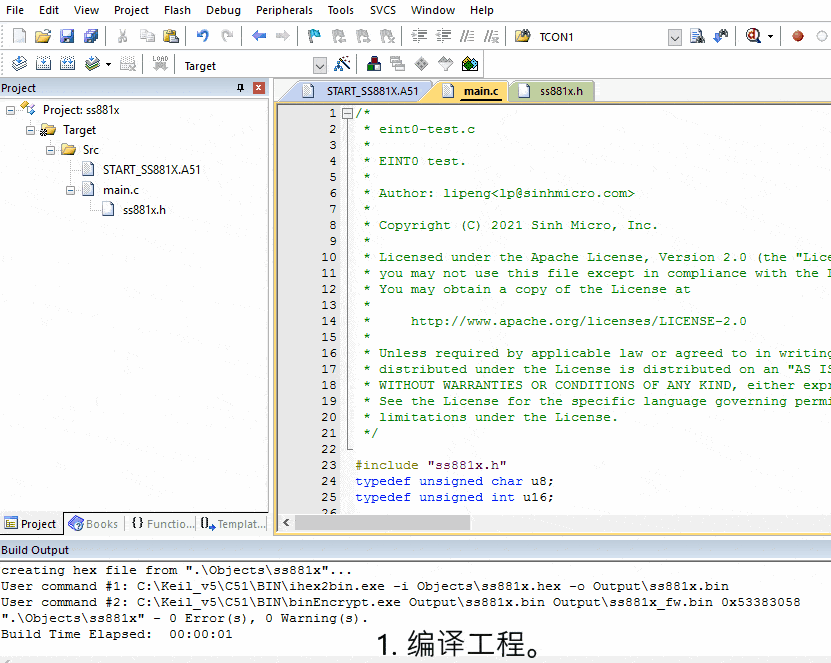 File Edit View Project Flash Debug Peripherals Tools SVCS Window Help
TCON1
LOAD
Target
Project
Project: ss881x
Target
Src
START_SS881X.A51
main.c
ss881x.h
Project Books {} Functio... Templat...
START_SS881X.A51 main.c ss881x.h
1 /*
2 * eint0-test.c
3 *
4 * EINT0 test.
5 *
6 * Author: lipeng<lp@sinhmicro.com>
7 *
8 * Copyright (C) 2021 Sinh Micro, Inc.
9 *
10 * Licensed under the Apache License, Version 2.0 (the "Lice
11 * you may not use this file except in compliance with the
12 * You may obtain a copy of the License at
13 *
14 *     http://www.apache.org/licenses/LICENSE-2.0
15 *
16 * Unless required by applicable law or agreed to in writing
17 * distributed under the License is distributed on an "AS IS
18 * WITHOUT WARRANTIES OR CONDITIONS OF ANY KIND, either expr
19 * See the License for the specific language governing permi
20 * limitations under the License.
21 */
22
23 #include "ss881x.h"
24 typedef unsigned char u8;
25 typedef unsigned int u16;
26
Build Output
creating hex file from ".\Objects\ss881x"...
User command #1: C:\Keil_v5\C51\BIN\ihex2bin.exe -i Objects\ss881x.hex -o Output\ss881x.bin
User command #2: C:\Keil_v5\C51\BIN\binEncrypt.exe Output\ss881x.bin Output\ss881x_fw.bin 0x53383058
".\Objects\ss881x" - 0 Error(s), 0 Warning(s).
Build Time Elapsed:  00:00:01
1. 编译工程。